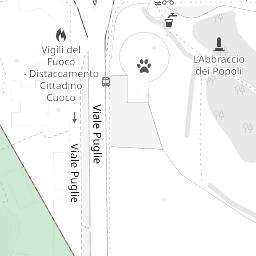 Vigili del
Fuoco
- Distaccamento
Cittadino
Cuoco
L'Abbraccio
dei Popoli
Viale Puglie
Viale Puglie